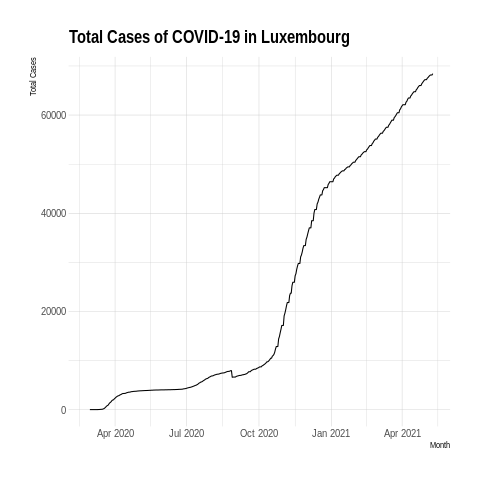 Total Cases of COVID-19 in Luxembourg
Total Cases
60000
40000
20000
0
Apr 2020 Jul 2020 Oct 2020 Jan 2021 Apr 2021
Month